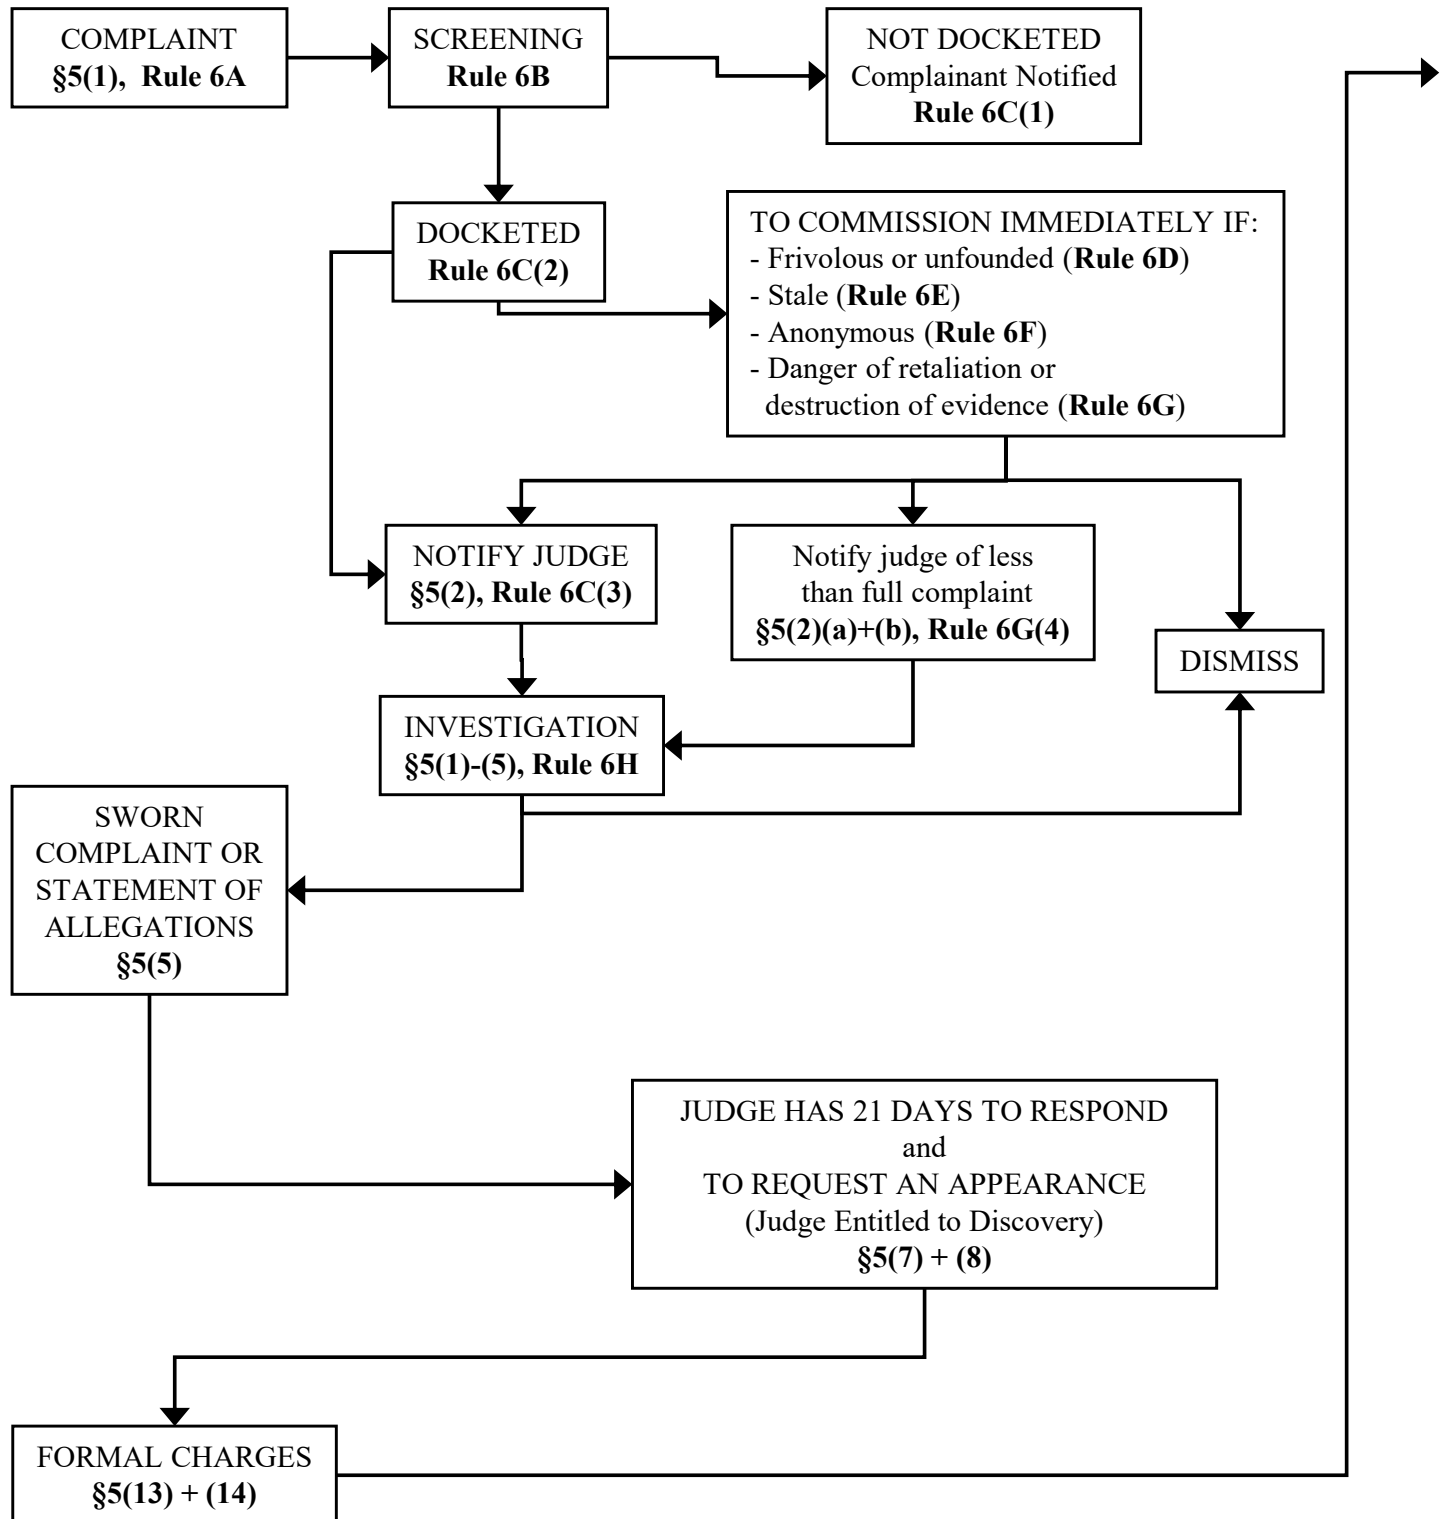 COMPLAINT
§5(1),  Rule 6A
SCREENING
Rule 6B
NOT DOCKETED
Complainant Notified
Rule 6C(1)
DOCKETED
Rule 6C(2)
TO COMMISSION IMMEDIATELY IF:
- Frivolous or unfounded (Rule 6D)
- Stale (Rule 6E)
- Anonymous (Rule 6F)
- Danger of retaliation or
destruction of evidence (Rule 6G)
NOTIFY JUDGE
§5(2), Rule 6C(3)
Notify judge of less
than full complaint
§5(2)(a)+(b), Rule 6G(4)
DISMISS
INVESTIGATION
§5(1)-(5), Rule 6H
SWORN
COMPLAINT OR
STATEMENT OF
ALLEGATIONS
§5(5)
JUDGE HAS 21 DAYS TO RESPOND
and
TO REQUEST AN APPEARANCE
(Judge Entitled to Discovery)
§5(7) + (8)
FORMAL CHARGES
§5(13) + (14)